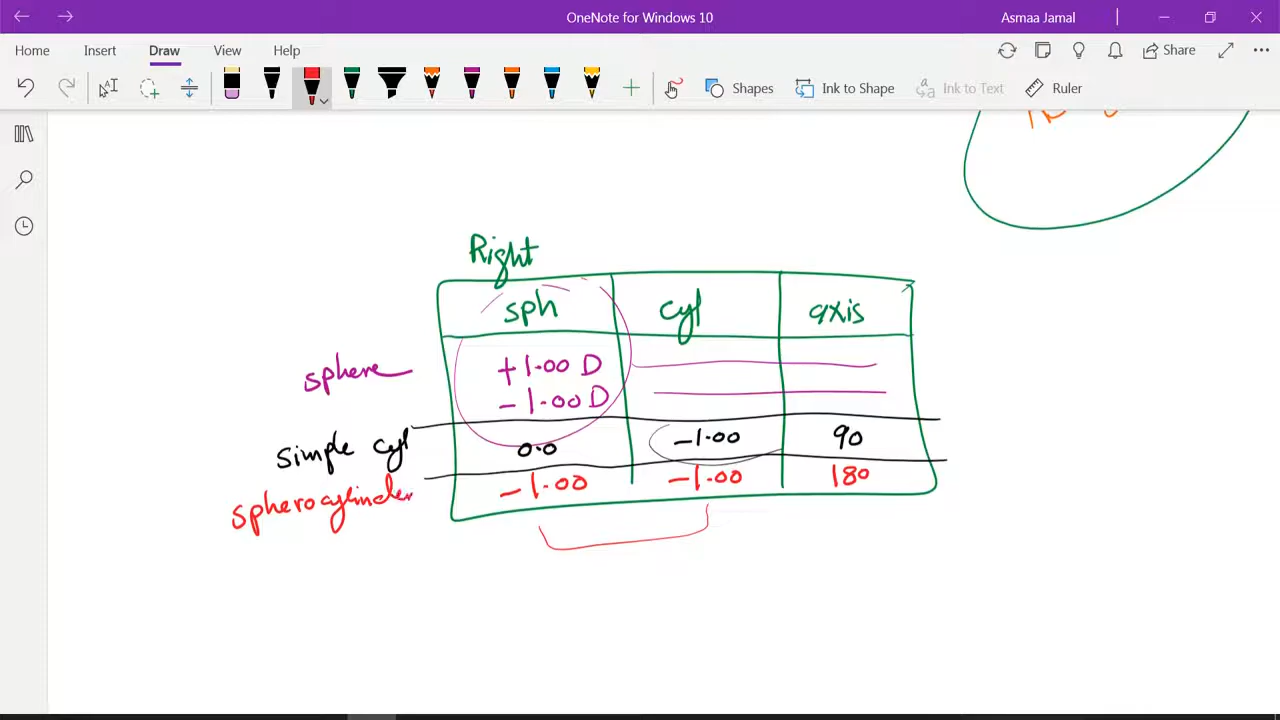 OneNote for Windows 10
Asmaa Jamal
Home Insert Draw View Help
Share
Shapes Ink to Shape Ink to Text Ruler
Right
sph cyl axis
sphere +1.00 D
-1.00 D
simple cyl 0.0 -1.00 90
spherocylinder -1.00 -1.00 180